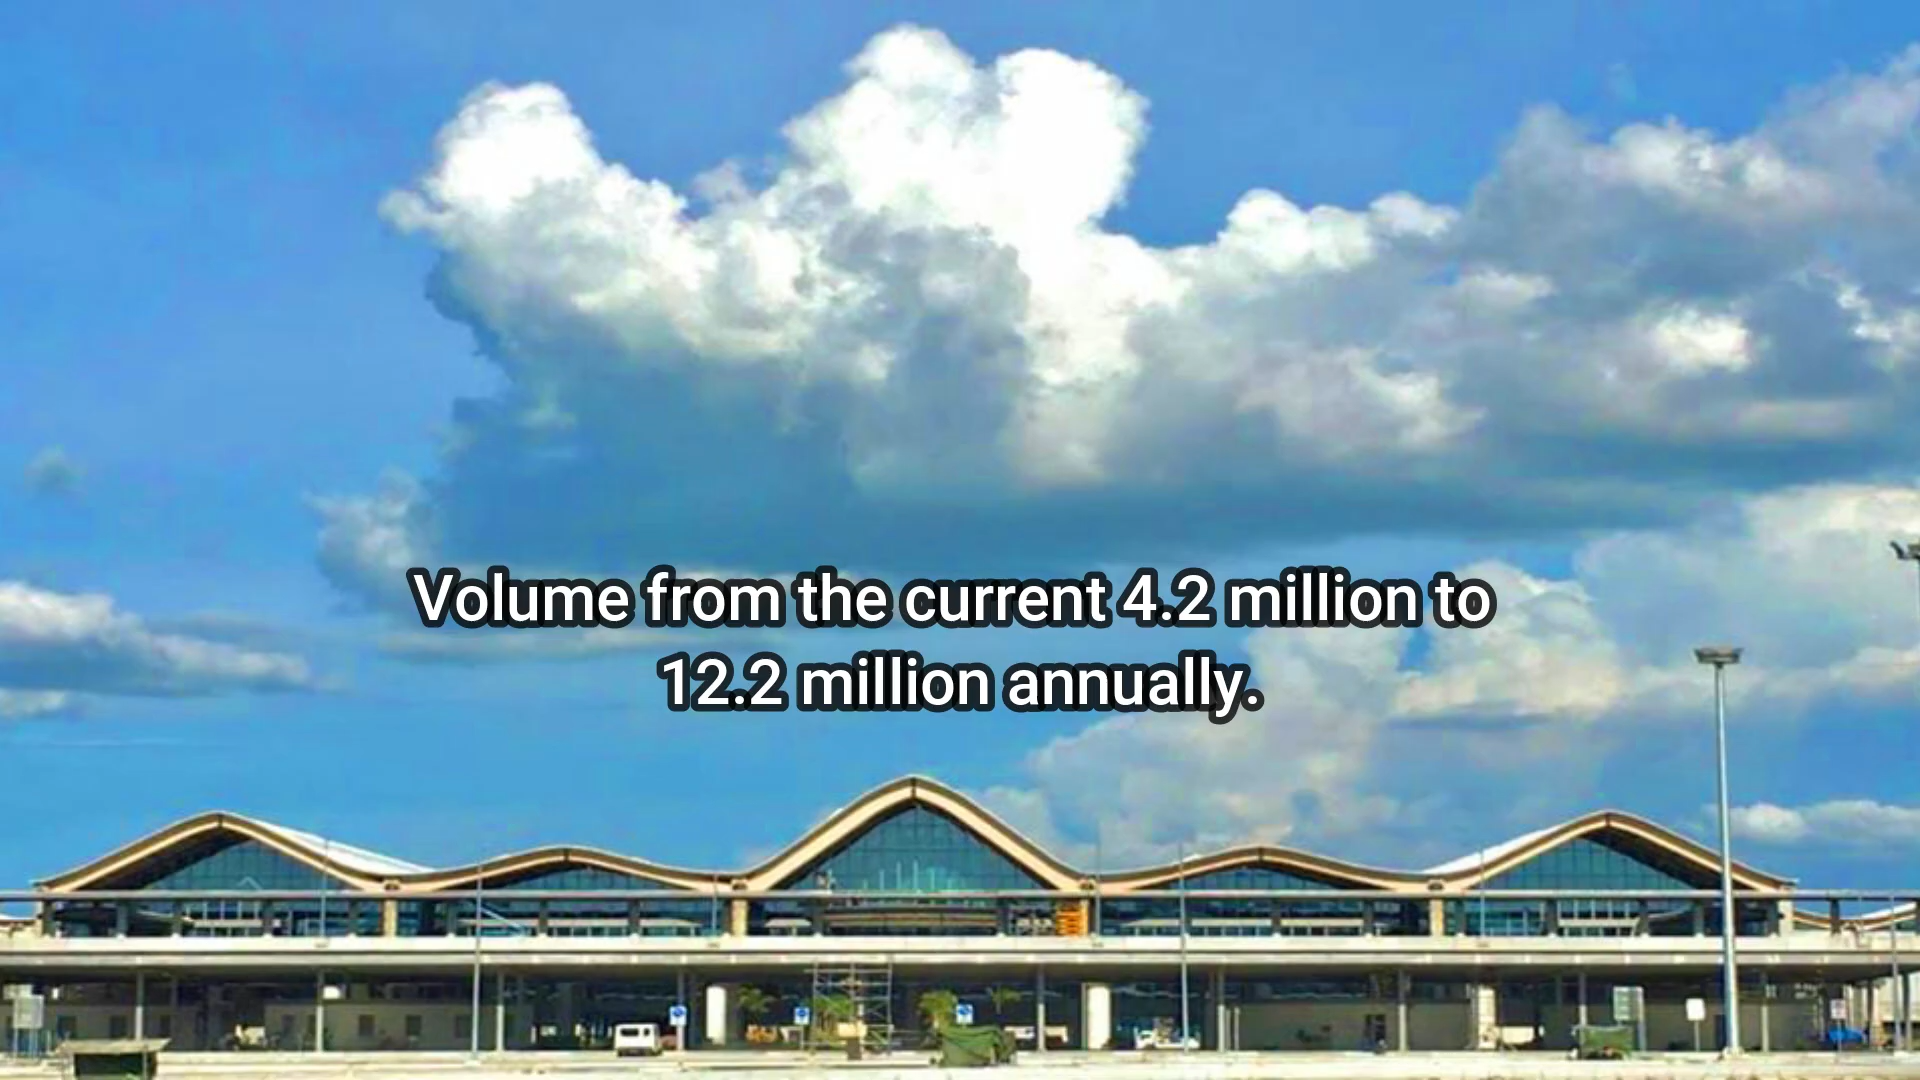 Volume from the current 4.2 million to
12.2 million annually.